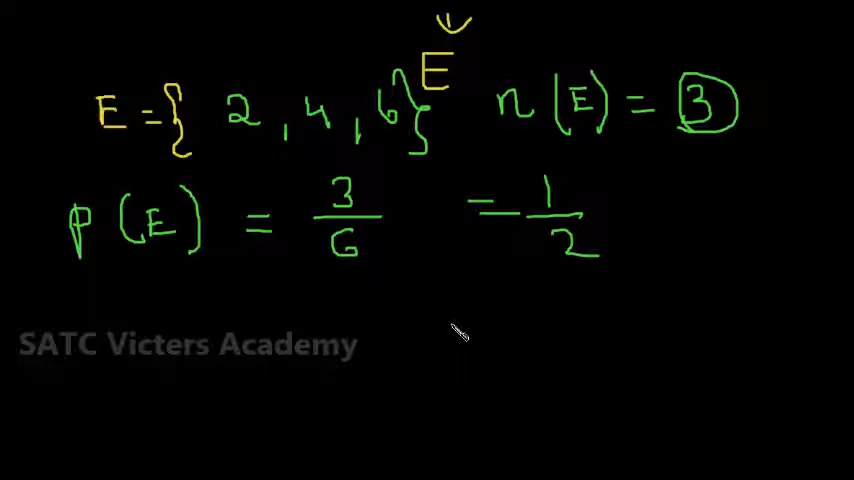 E
E = { 2 , 4 , 6 } n (E) = 3
P (E) = 3/6 = 1/2
SATC Victers Academy